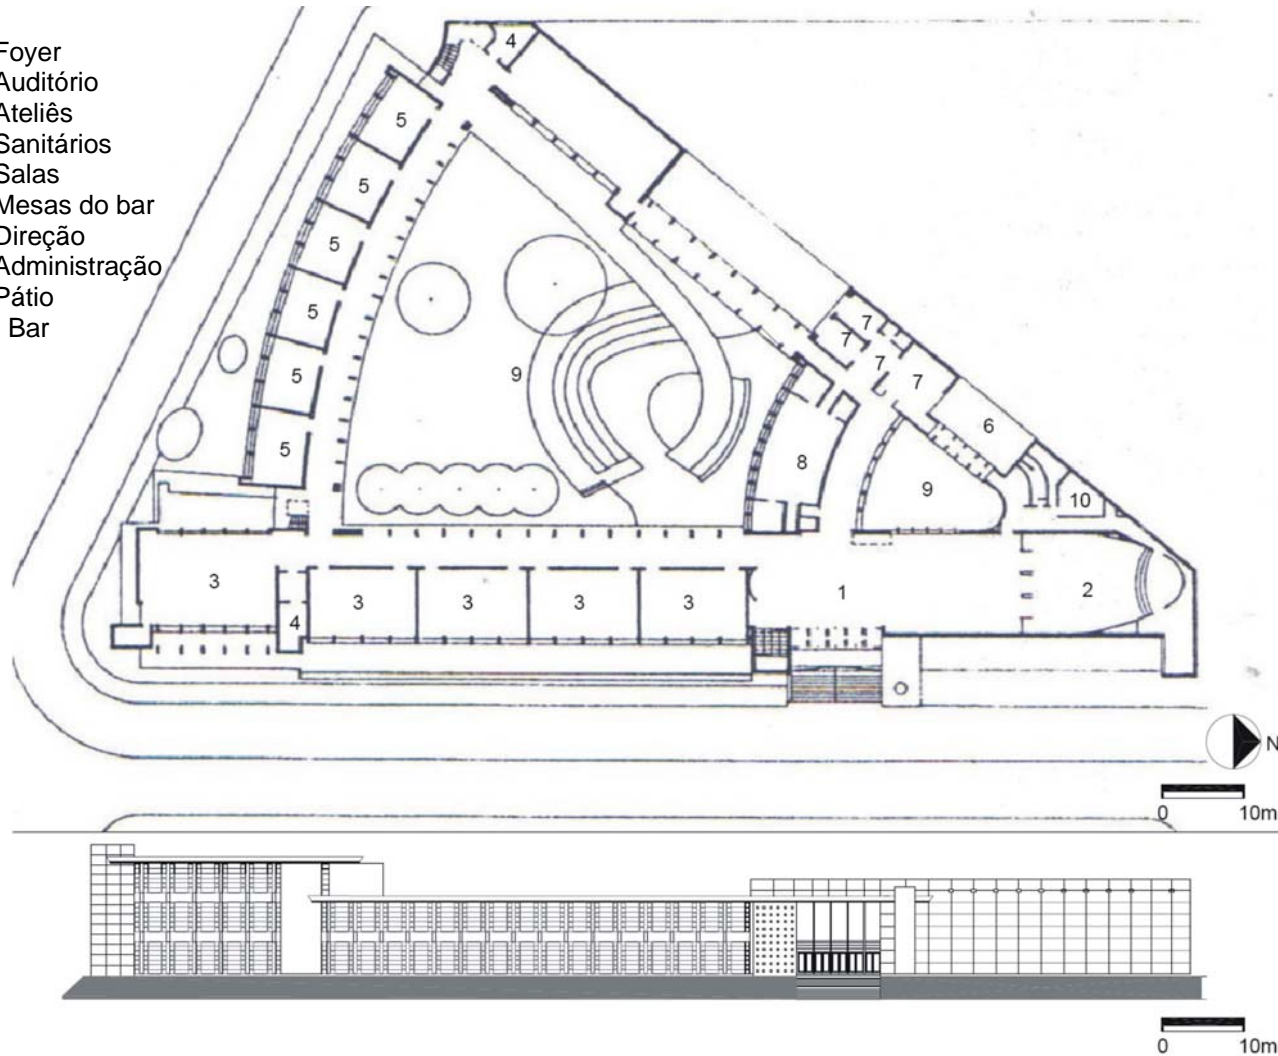 Foyer
Auditório
Ateliês
Sanitários
Salas
Mesas do bar
Direção
Administração
Pátio
Bar
4
5
5
5
5
5
5
9
7
7
7
7
6
8
9
10
3
3
3
3
3
4
1
2
N
0 10m
0 10m